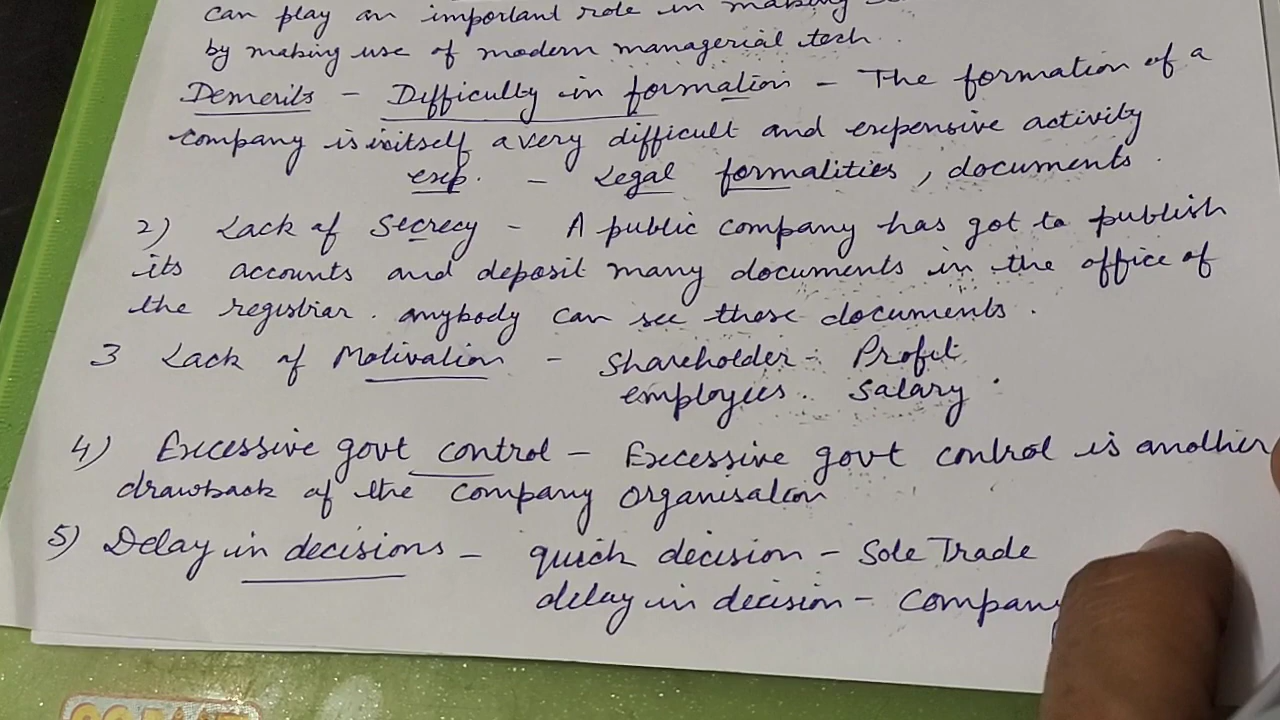 can play an important role in making
by making use of modern managerial tech.
Demerits - Difficulty in formation - The formation of a
company is initself a very difficult and expensive activity
exp. - Legal formalities, documents.
2) Lack of Secrecy - A public company has got to publish
its accounts and deposit many documents in the office of
the registrar. anybody can see these documents.
3 Lack of Motivation - Shareholder - Profit
employees. Salary.
4) Excessive govt control - Excessive govt control is another
drawback of the company organisation
5) Delay in decisions - quick decision - Sole Trade
delay in decision - Company